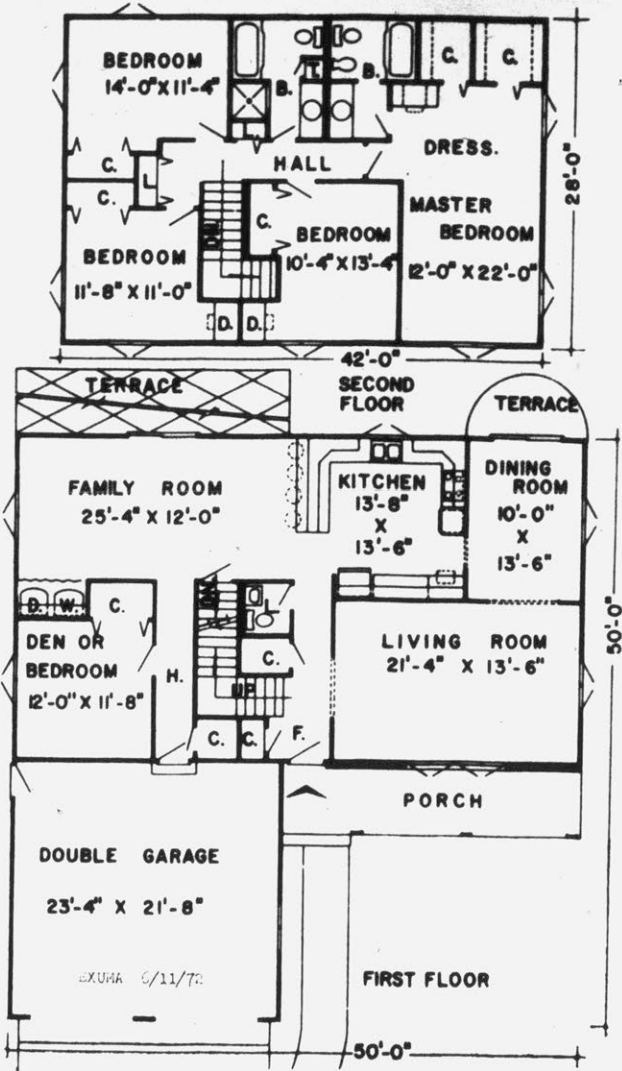 BEDROOM
14'-0" X 11'-4"
B.
B.
C.
C.
C.
L
L
HALL
DRESS.
C.
C.
MASTER
BEDROOM
12'-0" X 22'-0"
BEDROOM
10'-4" X 13'-4"
BEDROOM
11'-8" X 11'-0"
DN.
D.
D.
28'-0"
42'-0"
SECOND
FLOOR
TERRACE
TERRACE
FAMILY ROOM
25'-4" X 12'-0"
KITCHEN
13'-8"
X
13'-6"
DINING
ROOM
10'-0"
X
13'-6"
D.
W.
C.
DN.
L
C.
DEN OR
BEDROOM
12'-0" X 11'-8"
H.
UP
C.
C.
F.
LIVING ROOM
21'-4" X 13'-6"
50'-0"
PORCH
DOUBLE GARAGE
23'-4" X 21'-8"
EXUMA 6/11/72
FIRST FLOOR
50'-0"